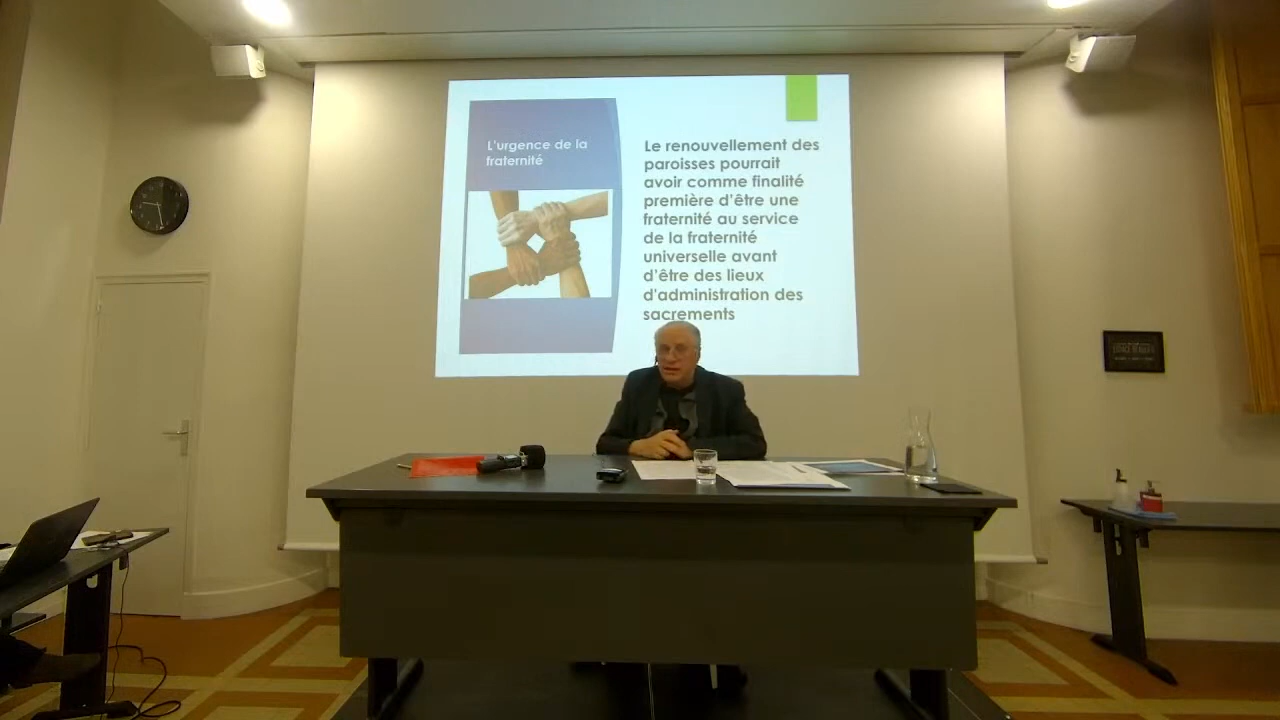 L'urgence de la
fraternité
Le renouvellement des
paroisses pourrait
avoir comme finalité
première d'être une
fraternité au service
de la fraternité
universelle avant
d'être des lieux
d'administration des
sacrements